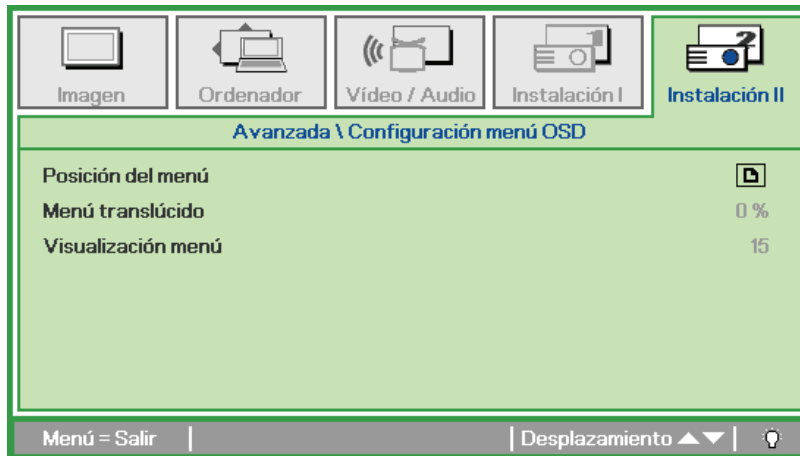 Imagen
Ordenador
Vídeo / Audio
Instalación I
Instalación II
Avanzada \ Configuración menú OSD
Posición del menú
Menú translúcido 0 %
Visualización menú 15
Menú = Salir Desplazamiento